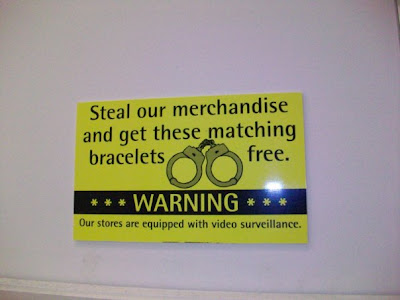 Steal our merchandise
and get these matching
bracelets free.
* * * WARNING * * *
Our stores are equipped with video surveillance.